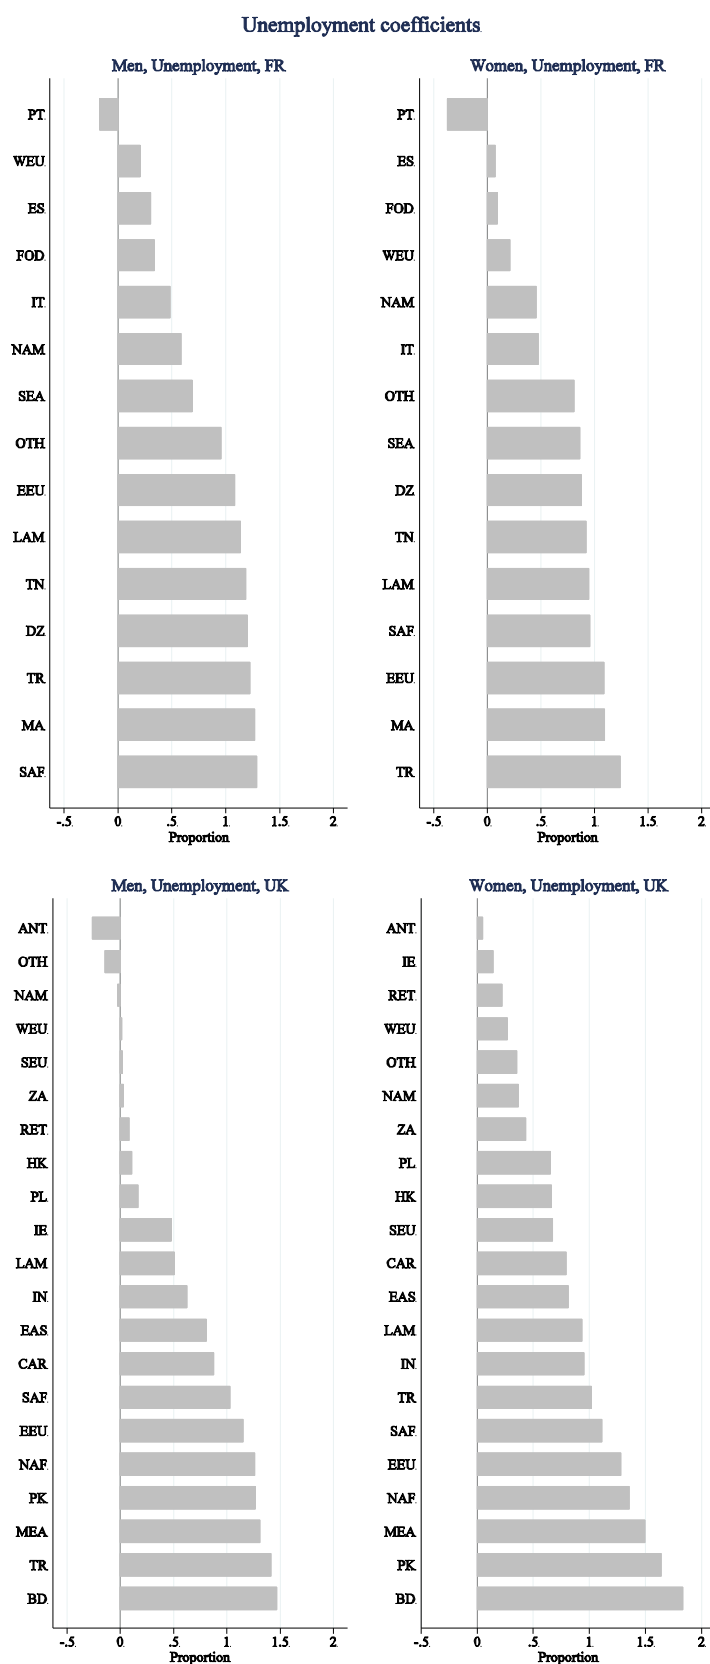 Unemployment coefficients
Men, Unemployment, FR
PT
WEU
ES
FOD
IT
NAM
SEA
OTH
EEU
LAM
TN
DZ
TR
MA
SAF
-.5 0 .5 1 1.5 2
Proportion
Women, Unemployment, FR
PT
ES
FOD
WEU
NAM
IT
OTH
SEA
DZ
TN
LAM
SAF
EEU
MA
TR
-.5 0 .5 1 1.5 2
Proportion
Men, Unemployment, UK
ANT
OTH
NAM
WEU
SEU
ZA
RET
HK
PL
IE
LAM
IN
EAS
CAR
SAF
EEU
NAF
PK
MEA
TR
BD
-.5 0 .5 1 1.5 2
Proportion
Women, Unemployment, UK
ANT
IE
RET
WEU
OTH
NAM
ZA
PL
HK
SEU
CAR
EAS
LAM
IN
TR
SAF
EEU
NAF
MEA
PK
BD
-.5 0 .5 1 1.5 2
Proportion